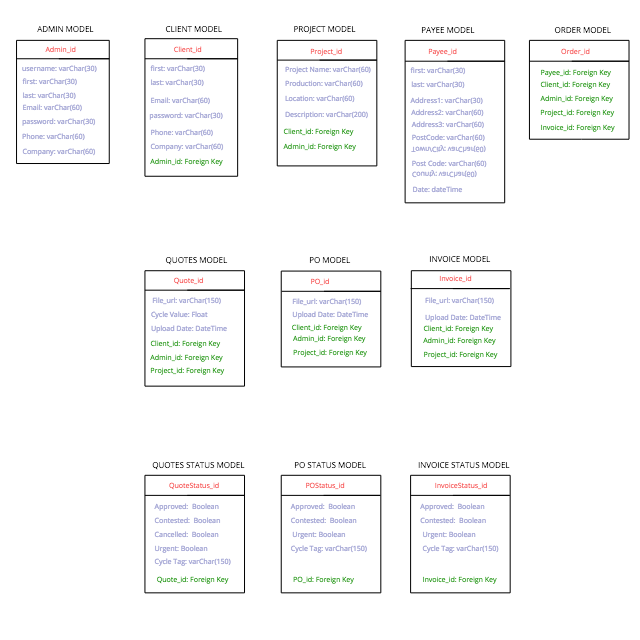 ADMIN MODEL
Admin_id
username: varChar(30)
first: varChar(30)
last: varChar(30)
Email: varChar(60)
password: varChar(30)
Phone: varChar(60)
Company: varChar(60)
CLIENT MODEL
Client_id
first: varChar(30)
last: varChar(30)
Email: varChar(60)
password: varChar(30)
Phone: varChar(60)
Company: varChar(60)
Admin_id: Foreign Key
PROJECT MODEL
Project_id
Project Name: varChar(60)
Production: varChar(60)
Location: varChar(60)
Description: varChar(200)
Client_id: Foreign Key
Admin_id: Foreign Key
PAYEE MODEL
Payee_id
first: varChar(30)
last: varChar(30)
Address1: varChar(30)
Address2: varChar(60)
Address3: varChar(60)
PostCode: varChar(60)
Town/City: varChar(60)
Post Code: varChar(60)
County: varChar(60)
Date: dateTime
ORDER MODEL
Order_id
Payee_id: Foreign Key
Client_id: Foreign Key
Admin_id: Foreign Key
Project_id: Foreign Key
Invoice_id: Foreign Key
QUOTES MODEL
Quote_id
File_url: varChar(150)
Cycle Value: Float
Upload Date: DateTime
Client_id: Foreign Key
Admin_id: Foreign Key
Project_id: Foreign Key
PO MODEL
PO_id
File_url: varChar(150)
Upload Date: DateTime
Client_id: Foreign Key
Admin_id: Foreign Key
Project_id: Foreign Key
INVOICE MODEL
Invoice_id
File_url: varChar(150)
Upload Date: DateTime
Client_id: Foreign Key
Admin_id: Foreign Key
Project_id: Foreign Key
QUOTES STATUS MODEL
QuoteStatus_id
Approved: Boolean
Contested: Boolean
Cancelled: Boolean
Urgent: Boolean
Cycle Tag: varChar(150)
Quote_id: Foreign Key
PO STATUS MODEL
POStatus_id
Approved: Boolean
Contested: Boolean
Urgent: Boolean
Cycle Tag: varChar(150)
PO_id: Foreign Key
INVOICE STATUS MODEL
InvoiceStatus_id
Approved: Boolean
Contested: Boolean
Urgent: Boolean
Cycle Tag: varChar(150)
Invoice_id: Foreign Key